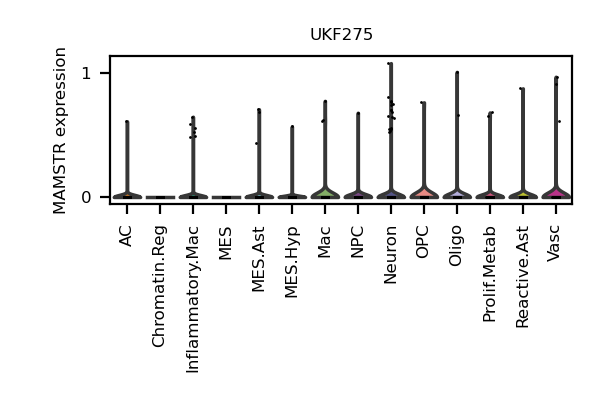 UKF275
MAMSTR expression
1
0
AC
Chromatin.Reg
Inflammatory.Mac
MES
MES.Ast
MES.Hyp
Mac
NPC
Neuron
OPC
Oligo
Prolif.Metab
Reactive.Ast
Vasc